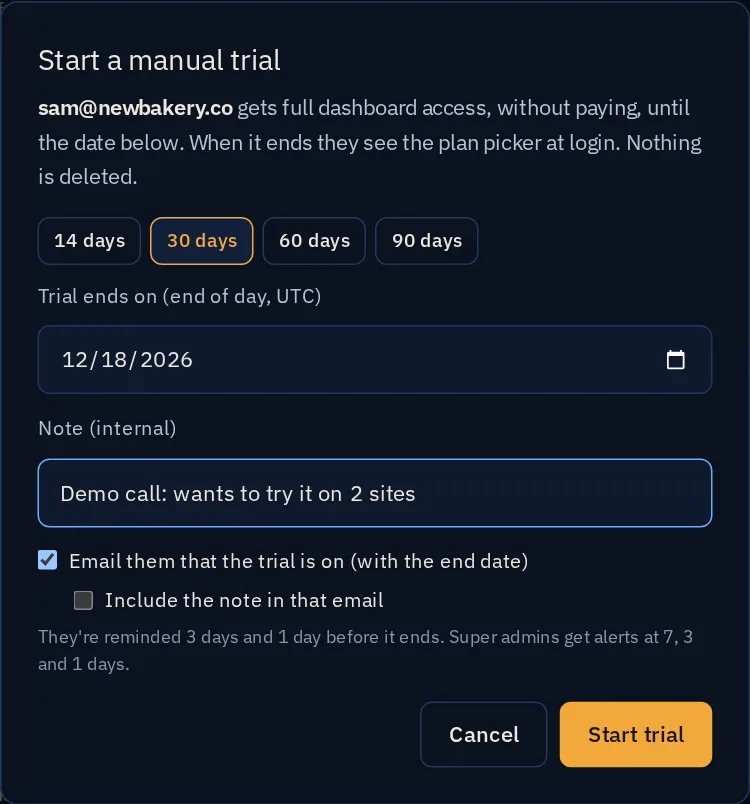 Start a manual trial
sam@newbakery.co gets full dashboard access, without paying, until
the date below. When it ends they see the plan picker at login. Nothing
is deleted.
14 days 30 days 60 days 90 days
Trial ends on (end of day, UTC)
12/18/2026
Note (internal)
Demo call: wants to try it on 2 sites
Email them that the trial is on (with the end date)
Include the note in that email
They're reminded 3 days and 1 day before it ends. Super admins get alerts at 7, 3
and 1 days.
Cancel Start trial